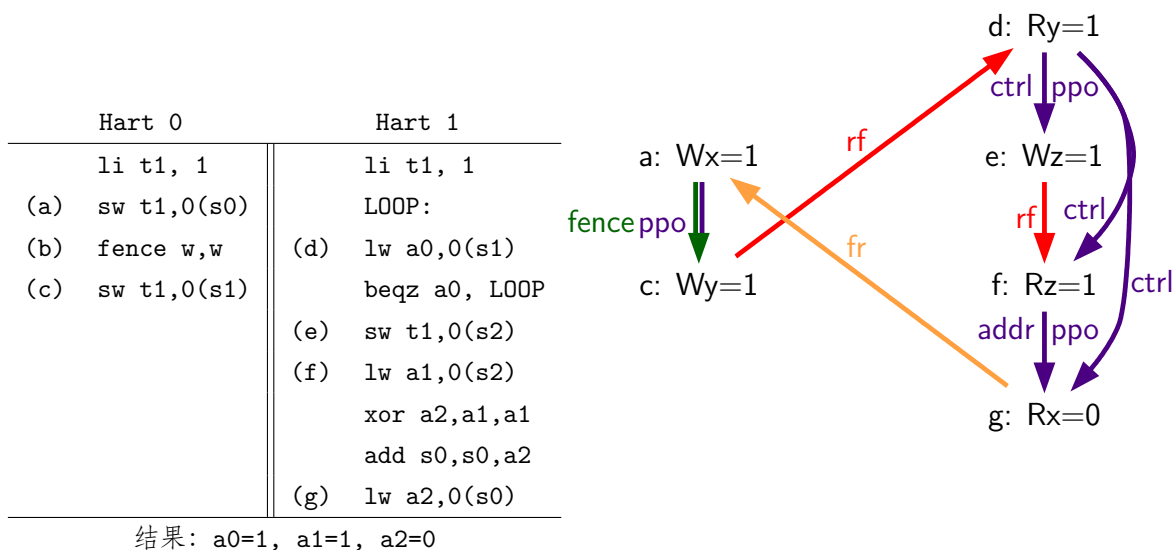 Hart 0 Hart 1
li t1, 1 li t1, 1
(a) sw t1,0(s0) LOOP:
(b) fence w,w (d) lw a0,0(s1)
(c) sw t1,0(s1) beqz a0, LOOP
(e) sw t1,0(s2)
(f) lw a1,0(s2)
xor a2,a1,a1
add s0,s0,a2
(g) lw a2,0(s0)
结果: a0=1, a1=1, a2=0
d: Ry=1
ctrl ppo
rf
a: Wx=1 e: Wz=1
fence ppo rf ctrl
fr
c: Wy=1 f: Rz=1 ctrl
addr ppo
g: Rx=0